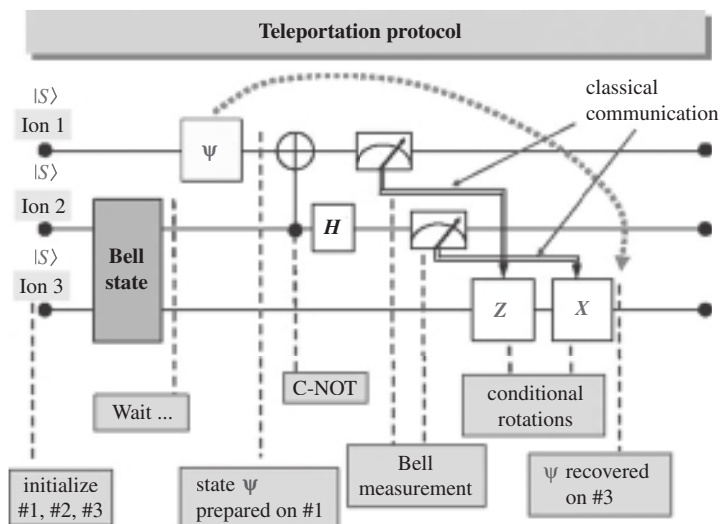 Teleportation protocol
|S⟩
Ion 1
|S⟩
Ion 2
|S⟩
Ion 3
ψ
classical
communication
Bell
state
H
Z
X
Wait ...
C-NOT
conditional
rotations
initialize
#1, #2, #3
state ψ
prepared on #1
Bell
measurement
ψ recovered
on #3